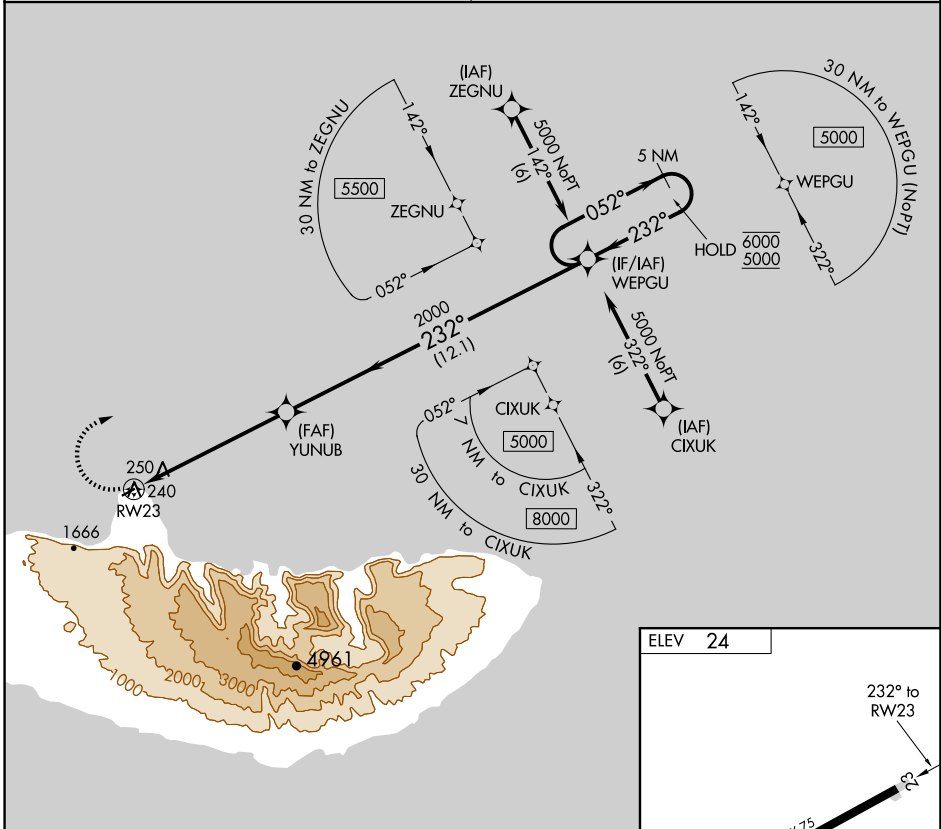 (IAF)
ZEGNU
5000 NoPT
142°
(6)
30 NM to ZEGNU
142°
5500
ZEGNU
052°
5 NM
052°
232°
HOLD
6000
5000
(IF/IAF)
WEPGU
30 NM to WEPGU (NoPT)
142°
5000
WEPGU
322°
2000
232°
(12.1)
5000 NoPT
322°
(6)
(IAF)
CIXUK
052°
CIXUK
5000
NM to CIXUK
8000
30 NM to CIXUK
322°
(FAF)
YUNUB
250
240
RW23
1666
4961
1000
2000
3000
ELEV 24
232° to
RW23
23